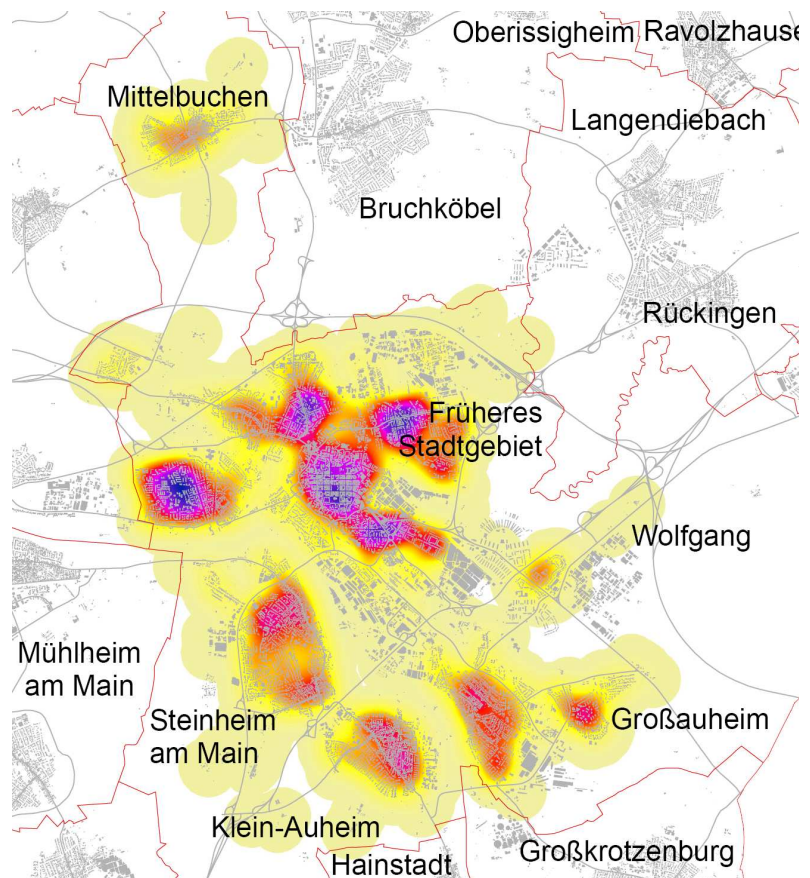 Oberissigheim
Ravolzhause
Mittelbuchen
Langendiebach
Bruchköbel
Rückingen
Früheres
Stadtgebiet
Wolfgang
Mühlheim
am Main
Steinheim
am Main
Großauheim
Klein-Auheim
Hainstadt
Großkrotzenburg